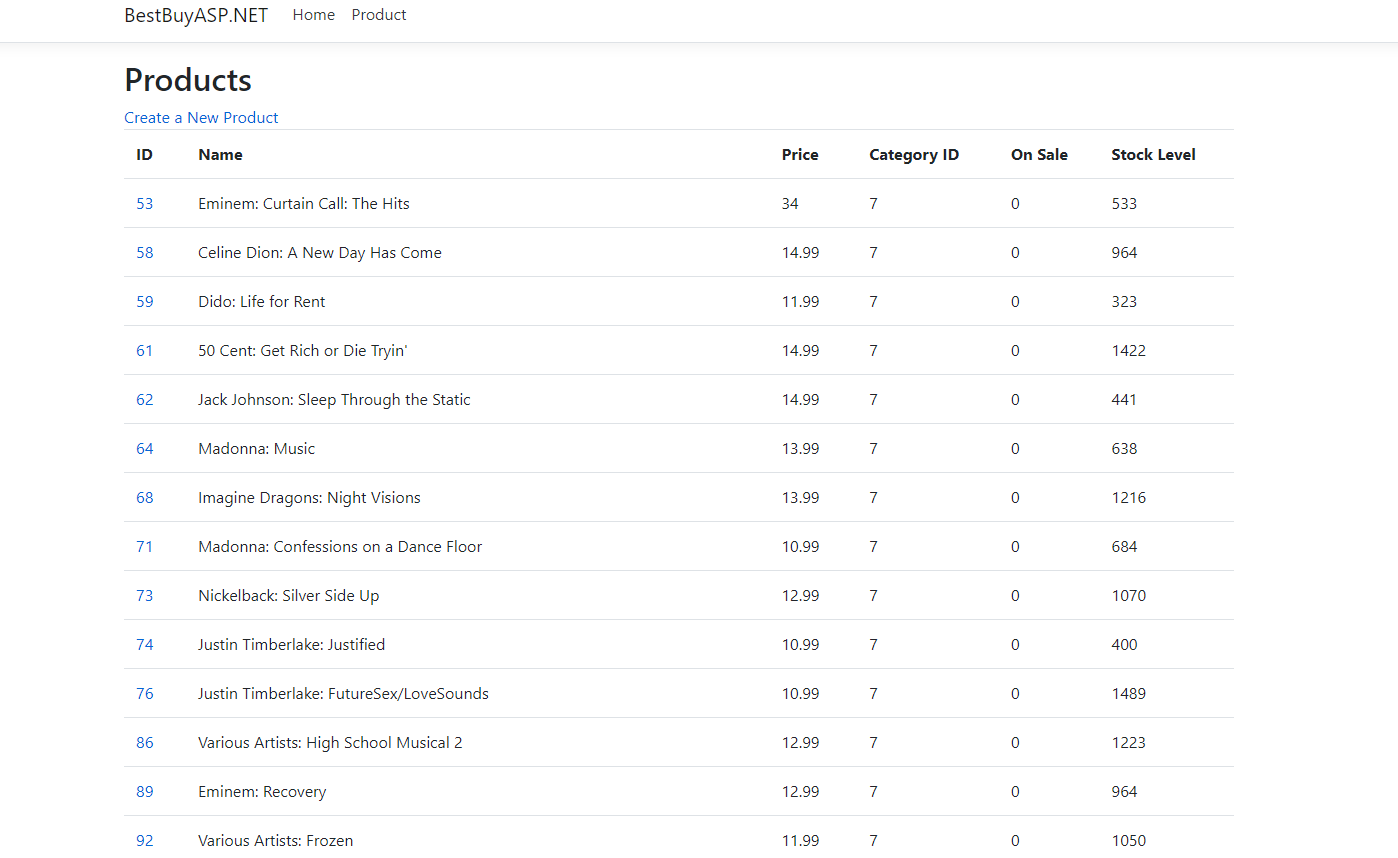 BestBuyASP.NET Home Product
Products
Create a New Product
ID Name Price Category ID On Sale Stock Level
53 Eminem: Curtain Call: The Hits 34 7 0 533
58 Celine Dion: A New Day Has Come 14.99 7 0 964
59 Dido: Life for Rent 11.99 7 0 323
61 50 Cent: Get Rich or Die Tryin' 14.99 7 0 1422
62 Jack Johnson: Sleep Through the Static 14.99 7 0 441
64 Madonna: Music 13.99 7 0 638
68 Imagine Dragons: Night Visions 13.99 7 0 1216
71 Madonna: Confessions on a Dance Floor 10.99 7 0 684
73 Nickelback: Silver Side Up 12.99 7 0 1070
74 Justin Timberlake: Justified 10.99 7 0 400
76 Justin Timberlake: FutureSex/LoveSounds 10.99 7 0 1489
86 Various Artists: High School Musical 2 12.99 7 0 1223
89 Eminem: Recovery 12.99 7 0 964
92 Various Artists: Frozen 11.99 7 0 1050